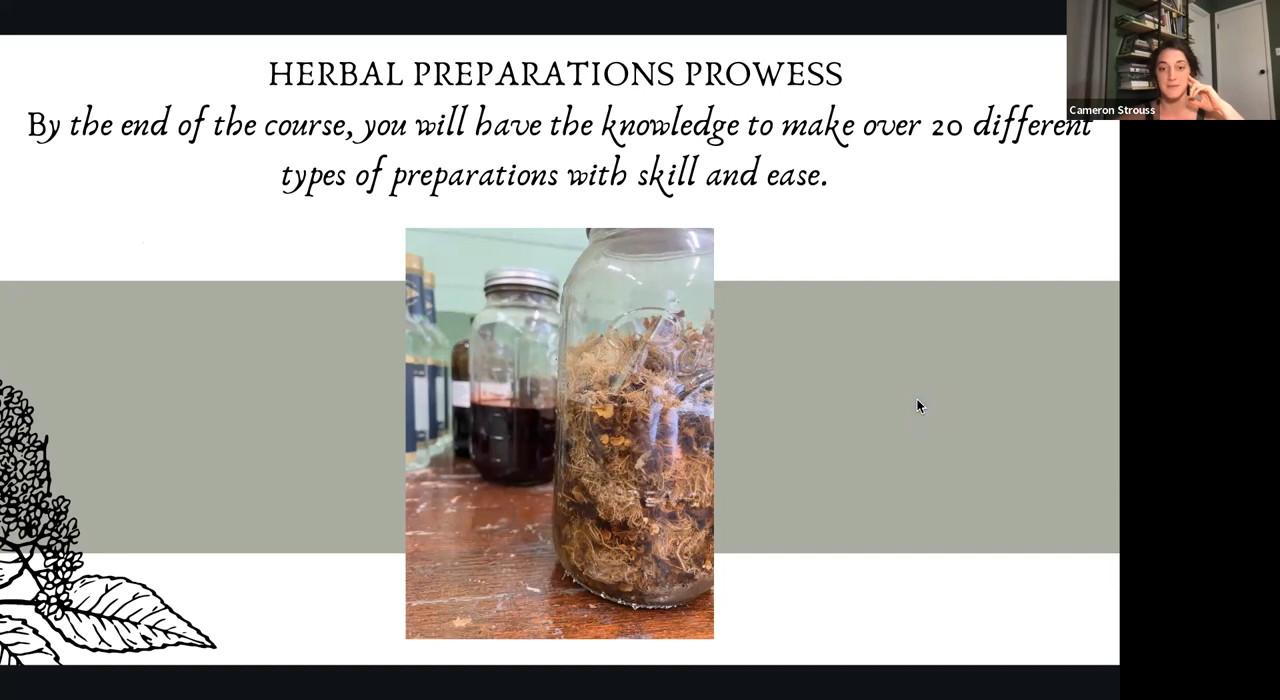 HERBAL PREPARATIONS PROWESS
By the end of the course, you will have the knowledge to make over 20 different
types of preparations with skill and ease.
Cameron Strouss